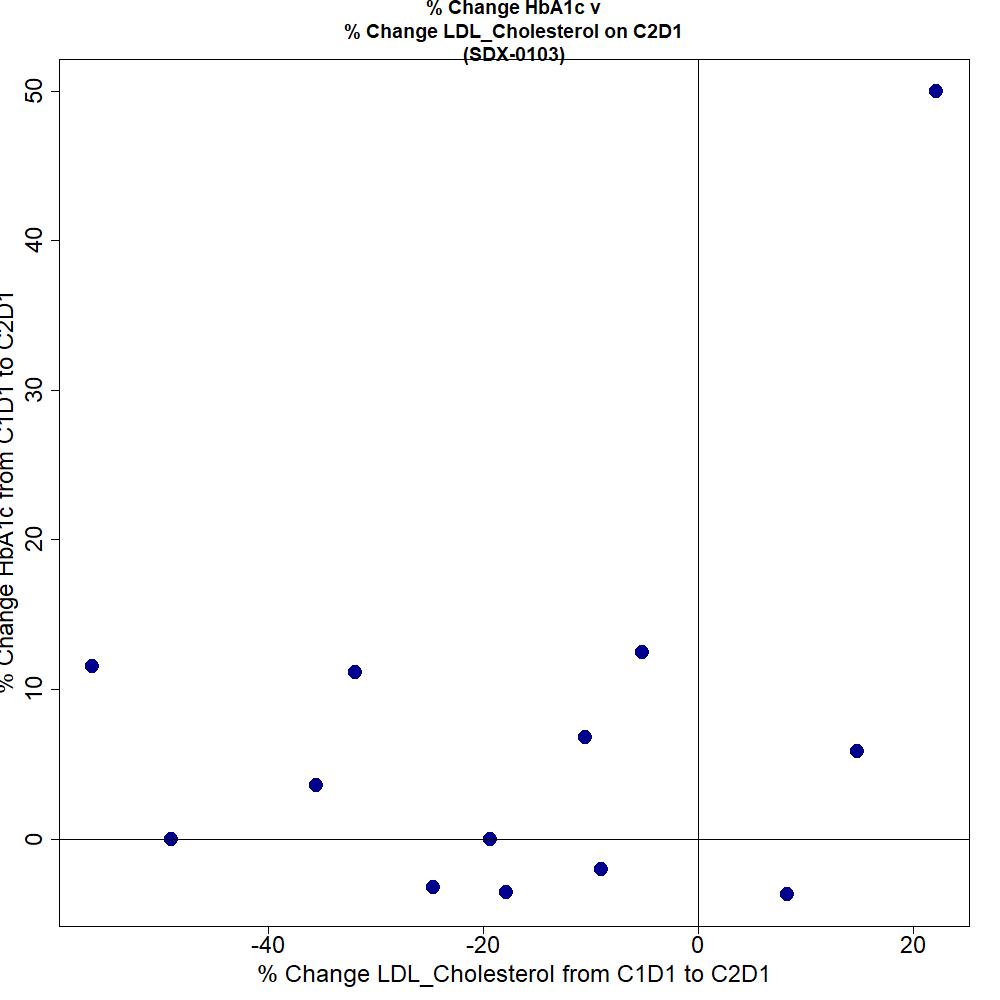 % Change HbA1c v
% Change LDL_Cholesterol on C2D1
(SDX-0103)
% Change HbA1c from C1D1 to C2D1
50
40
30
20
10
0
-40
-20
0
20
% Change LDL_Cholesterol from C1D1 to C2D1